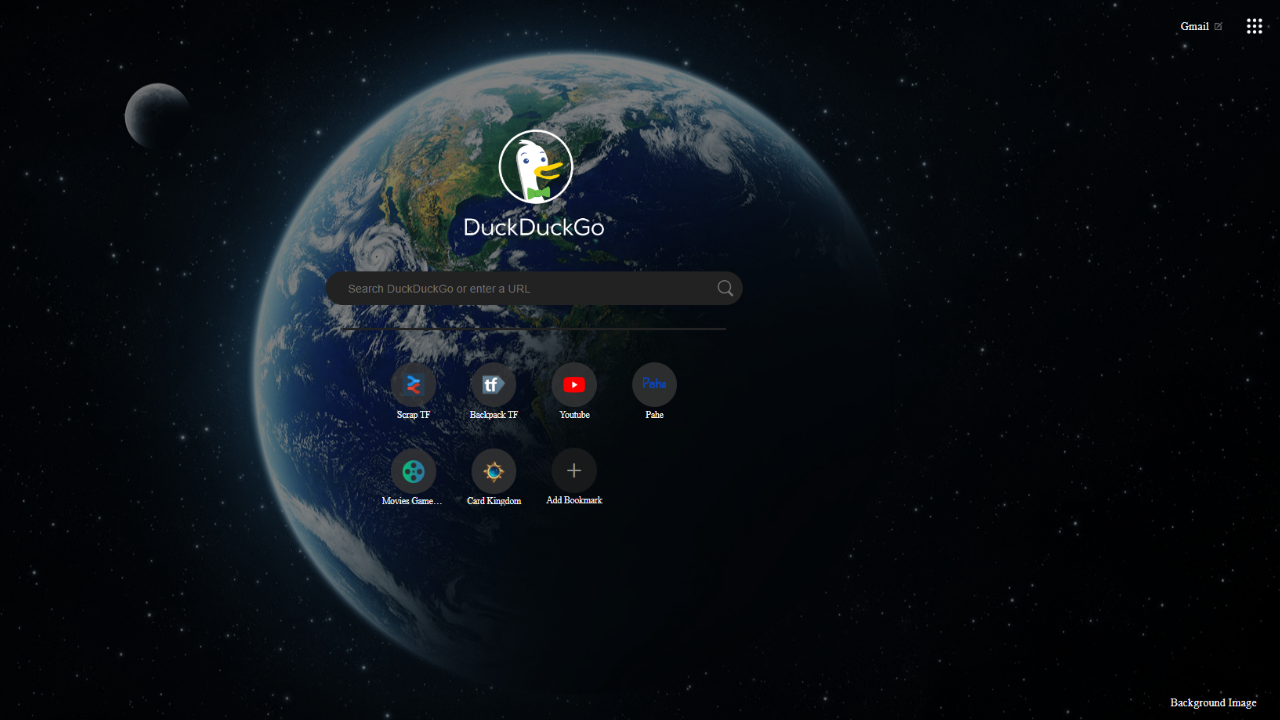 Gmail
DuckDuckGo
Search DuckDuckGo or enter a URL
tf
Pahe
Scrap TF
Backpack TF
Youtube
Pahe
Movies Game...
Card Kingdom
Add Bookmark
Background Image